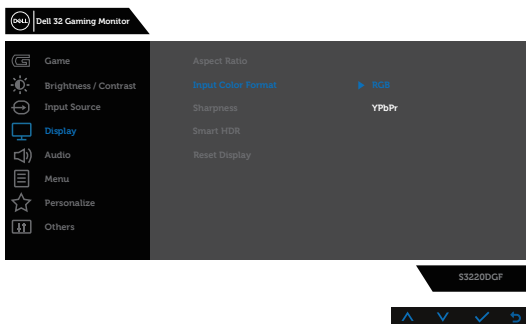 DELL Dell 32 Gaming Monitor
Game
Aspect Ratio
Brightness / Contrast
Input Color Format
RGB
Input Source
Sharpness
YPbPr
Display
Smart HDR
Audio
Reset Display
Menu
Personalize
Others
S3220DGF